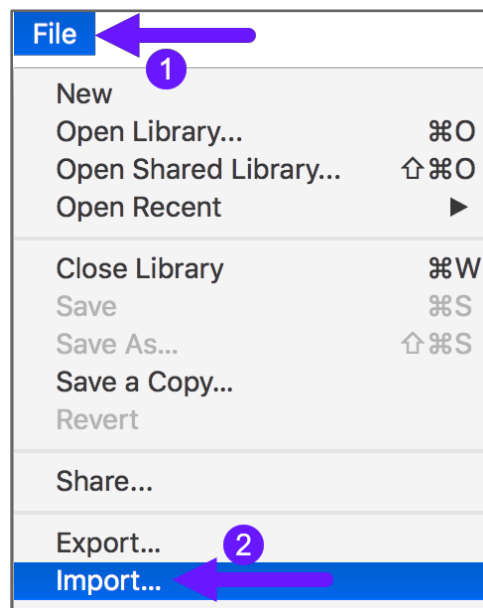 File
1
New
Open Library... ⌘O
Open Shared Library... ⇧⌘O
Open Recent ▶
Close Library ⌘W
Save ⌘S
Save As... ⇧⌘S
Save a Copy...
Revert
Share...
Export... 2
Import...